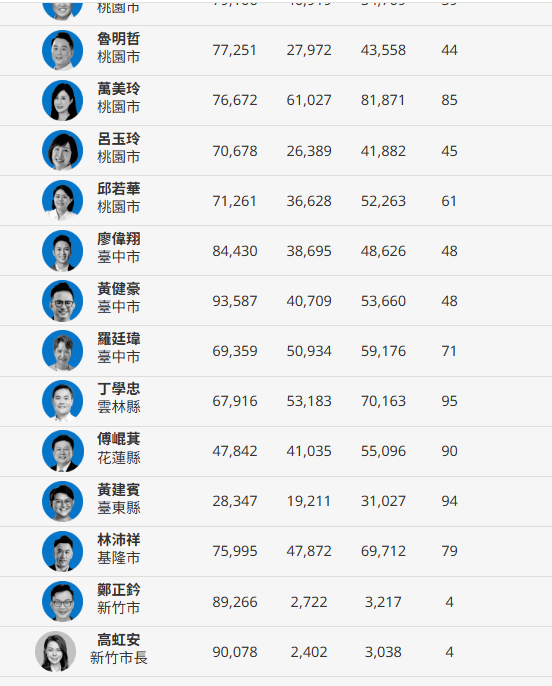 桃園市
魯明哲
桃園市
77,251 27,972 43,558 44
萬美玲
桃園市
76,672 61,027 81,871 85
呂玉玲
桃園市
70,678 26,389 41,882 45
邱若華
桃園市
71,261 36,628 52,263 61
廖偉翔
臺中市
84,430 38,695 48,626 48
黃健豪
臺中市
93,587 40,709 53,660 48
羅廷瑋
臺中市
69,359 50,934 59,176 71
丁學忠
雲林縣
67,916 53,183 70,163 95
傅崐萁
花蓮縣
47,842 41,035 55,096 90
黃建賓
臺東縣
28,347 19,211 31,027 94
林沛祥
基隆市
75,995 47,872 69,712 79
鄭正鈐
新竹市
89,266 2,722 3,217 4
高虹安
新竹市長
90,078 2,402 3,038 4